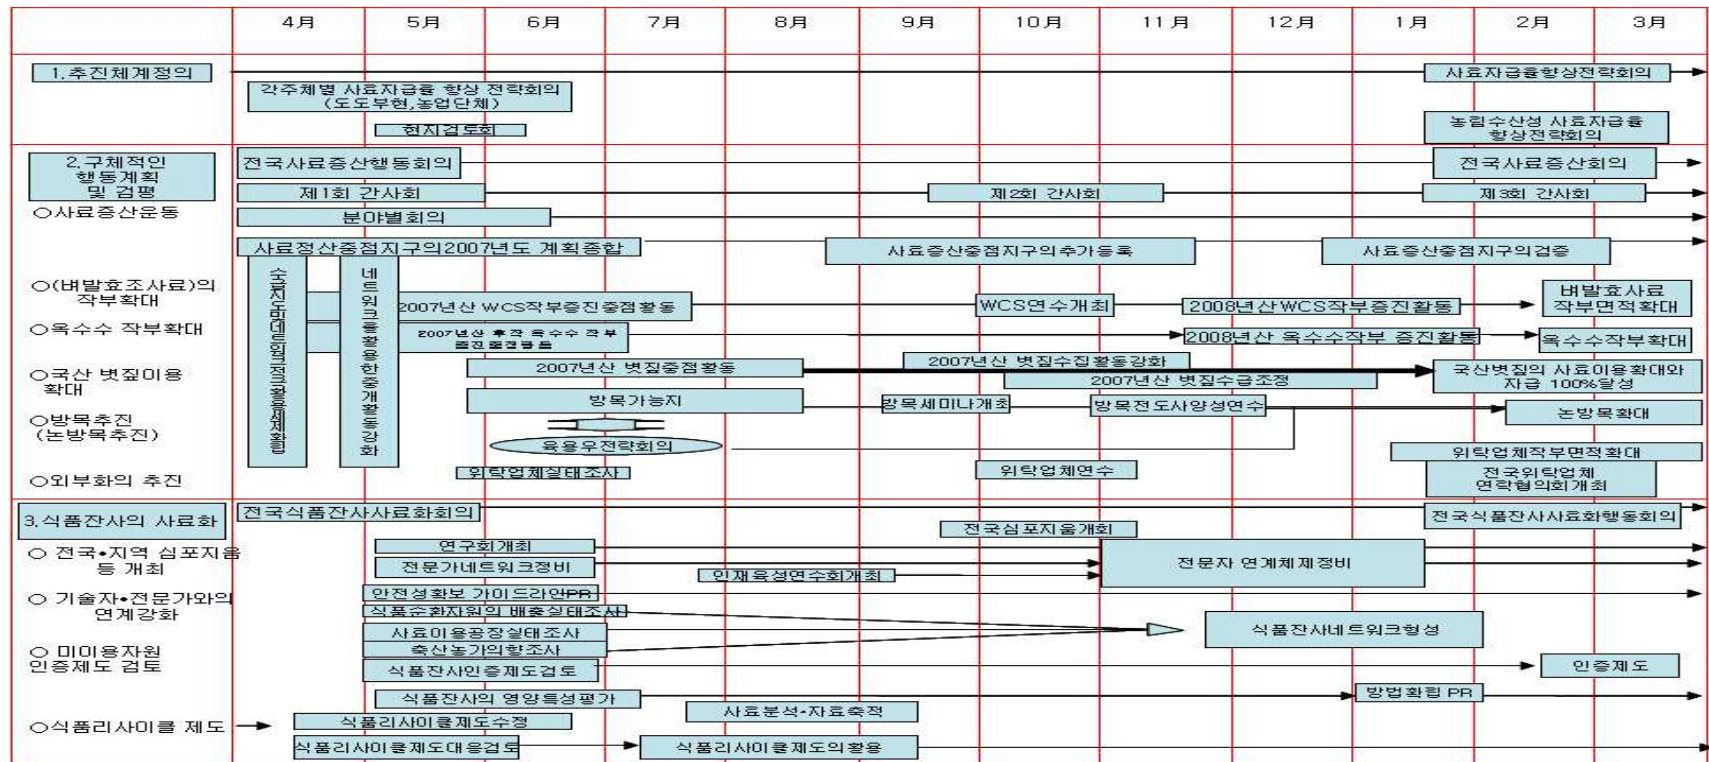 4月 5月 6月 7月 8月 9月 10月 11月 12月 1月 2月 3月
1.추진체계정의
사료자급율향상전략회의
각주체별 사료자급률 향상 전략회의
(도도부현,농업단체)
현지검토회
농림수산성 사료자급율
향상전략회의
2.구체적인
행동계획
및 검평
전국사료증산행동회의
전국사료증산회의
제1회 간사회
제2회 간사회
제3회 간사회
○사료증산운동
분야별회의
사료정산중점지구의2007년도 계획종합
사료증산중점지구의추가등록
사료증산중점지구의검증
네트워크를활용한중개활동강화
○(벼발효조사료)의
작부확대
2007년산 WCS작부증진중점활동
WCS연수개최
2008년산WCS작부증진활동
벼발효사료
작부면적확대
○옥수수 작부확대
2007년산 후작 옥수수 작부
2008년산 옥수수작부 증진활동
옥수수작부확대
○국산 볏짚이용
확대
2007년산 볏짚중점활동
2007년산 볏짚수집활동강화
2007년산 볏짚수급조정
국산볏짚의 사료이용확대와
자급 100%달성
○방목추진
(논방목추진)
방목가능지
방목세미나개최
방목전도사양성연수
논방목확대
육용우전략회의
위탁업체작부면적확대
○외부화의 추진
위탁업체실태조사
위탁업체연수
전국위탁업체
연락협의회개최
3.식품잔사의 사료화
전국식품잔사사료화회의
전국식품잔사사료화행동회의
전국심포지움개회
○ 전국•지역 심포지움
등 개최
연구회개최
전문가네트워크정비
인재육성연수회개최
전문자 연계체제정비
○ 기술자•전문가와의
연계강화
안전성확보 가이드라인PR
식품순환자원의 배출실태조사
사료이용공장실태조사
축산농가의향조사
식품잔사네트워크형성
○ 미이용자원
인증제도 검토
식품잔사인증제도검토
인증제도
식품잔사의 영양특성평가
방법확립 PR
○식품리사이클 제도
식품리사이클제도수정
사료분석•자료축적
식품리사이클제도대응검토
식품리사이클제도의활용